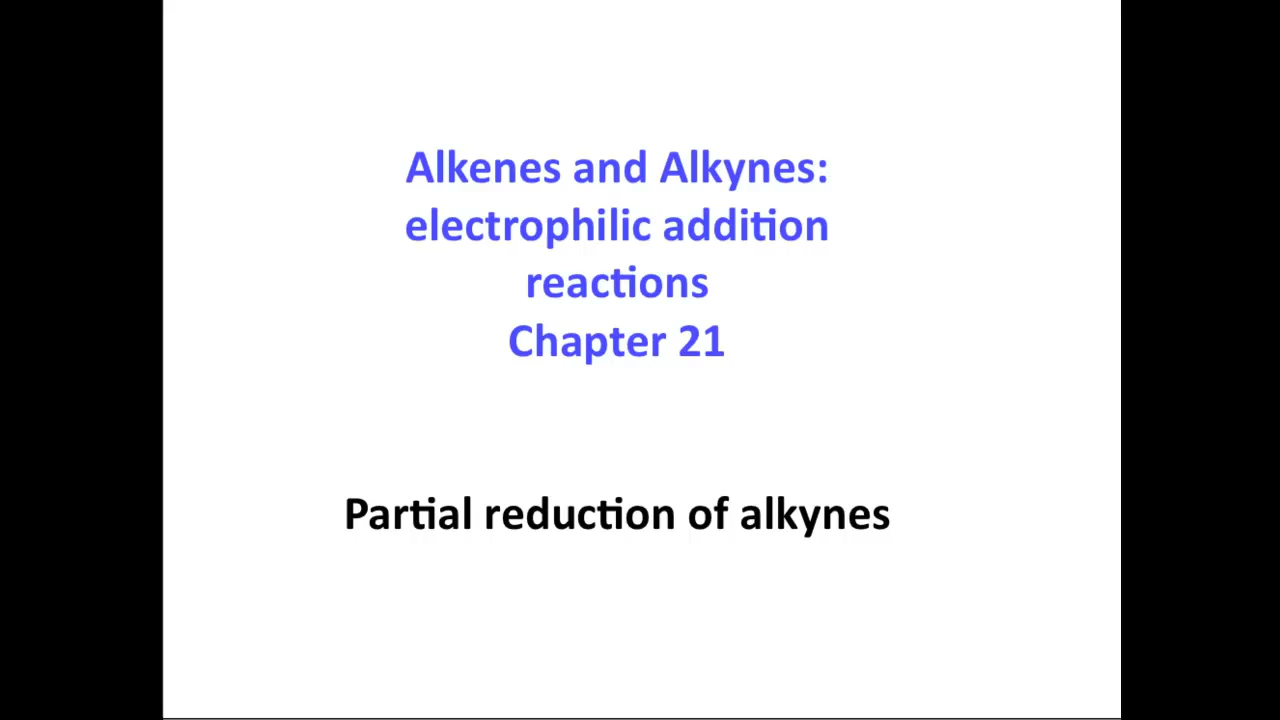 Alkenes and Alkynes:
electrophilic addition
reactions
Chapter 21
Partial reduction of alkynes